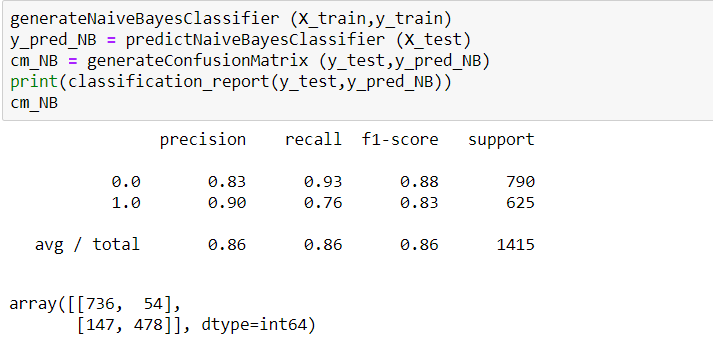 generateNaiveBayesClassifier (X_train,y_train)
y_pred_NB = predictNaiveBayesClassifier (X_test)
cm_NB = generateConfusionMatrix (y_test,y_pred_NB)
print(classification_report(y_test,y_pred_NB))
cm_NB
precision recall f1-score support
0.0 0.83 0.93 0.88 790
1.0 0.90 0.76 0.83 625
avg / total 0.86 0.86 0.86 1415
array([[736, 54],
[147, 478]], dtype=int64)